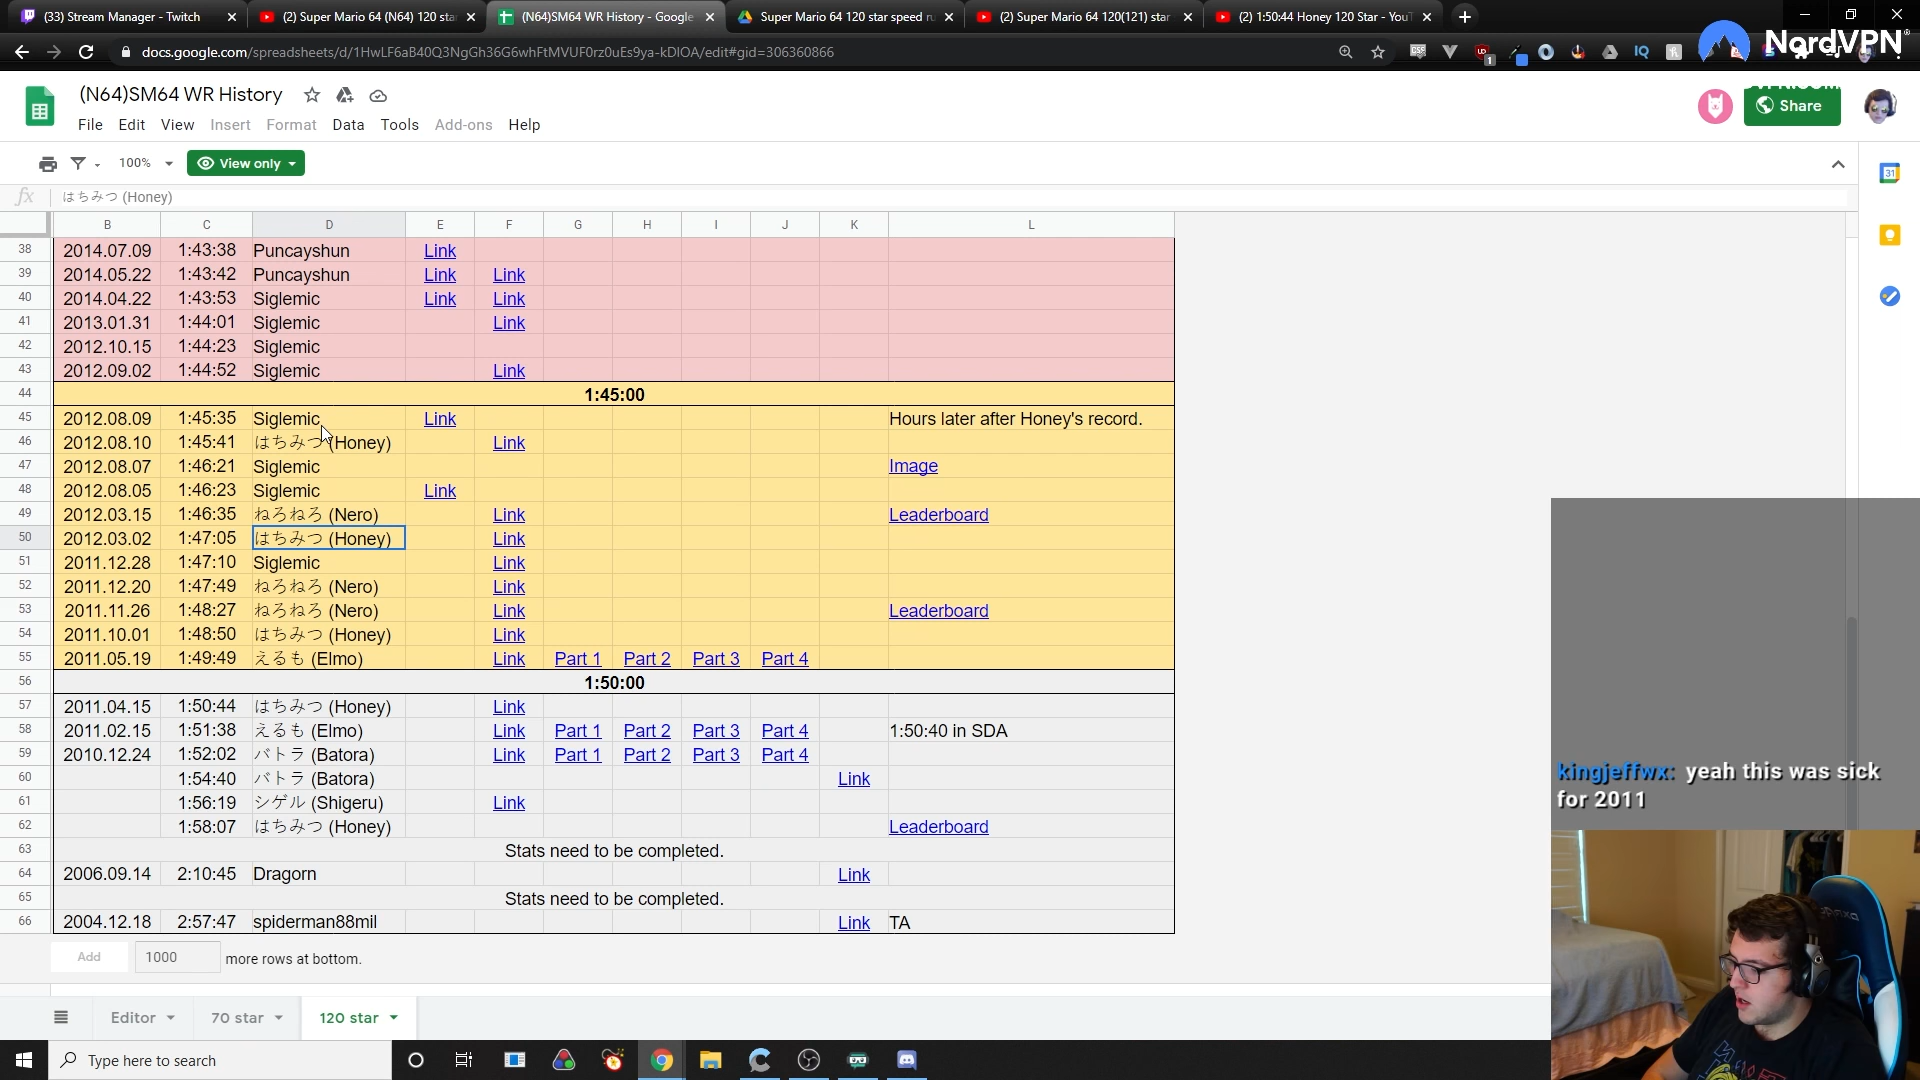 (33) Stream Manager - Twitch
(2) Super Mario 64 (N64) 120 star
(N64)SM64 WR History - Google
Super Mario 64 120 star speed ru
(2) Super Mario 64 120(121) star
(2) 1:50:44 Honey 120 Star - YouT
docs.google.com/spreadsheets/d/1HwLF6aB40Q3NgGh36G6whFtMVUF0rz0uEs9ya-kDlOA/edit#gid=306360866
NordVPN®
(N64)SM64 WR History
File Edit View Insert Format Data Tools Add-ons Help
Share
100%
View only
fx はちみつ (Honey)
B C D E F G H I J K L
38 2014.07.09 1:43:38 Puncayshun Link
39 2014.05.22 1:43:42 Puncayshun Link Link
40 2014.04.22 1:43:53 Siglemic Link Link
41 2013.01.31 1:44:01 Siglemic Link
42 2012.10.15 1:44:23 Siglemic
43 2012.09.02 1:44:52 Siglemic Link
44 1:45:00
45 2012.08.09 1:45:35 Siglemic Link Hours later after Honey's record.
46 2012.08.10 1:45:41 はちみつ (Honey) Link
47 2012.08.07 1:46:21 Siglemic Image
48 2012.08.05 1:46:23 Siglemic Link
49 2012.03.15 1:46:35 ねろねろ (Nero) Link Leaderboard
50 2012.03.02 1:47:05 はちみつ (Honey) Link
51 2011.12.28 1:47:10 Siglemic Link
52 2011.12.20 1:47:49 ねろねろ (Nero) Link
53 2011.11.26 1:48:27 ねろねろ (Nero) Link Leaderboard
54 2011.10.01 1:48:50 はちみつ (Honey) Link
55 2011.05.19 1:49:49 えるも (Elmo) Link Part 1 Part 2 Part 3 Part 4
56 1:50:00
57 2011.04.15 1:50:44 はちみつ (Honey) Link
58 2011.02.15 1:51:38 えるも (Elmo) Link Part 1 Part 2 Part 3 Part 4 1:50:40 in SDA
59 2010.12.24 1:52:02 バトラ (Batora) Link Part 1 Part 2 Part 3 Part 4
60 1:54:40 バトラ (Batora) Link
61 1:56:19 シゲル (Shigeru) Link
62 1:58:07 はちみつ (Honey) Leaderboard
63 Stats need to be completed.
64 2006.09.14 2:10:45 Dragorn Link
65 Stats need to be completed.
66 2004.12.18 2:57:47 spiderman88mil Link TA
Add 1000 more rows at bottom.
Editor 70 star 120 star
kingjeffwx: yeah this was sick
for 2011
Type here to search